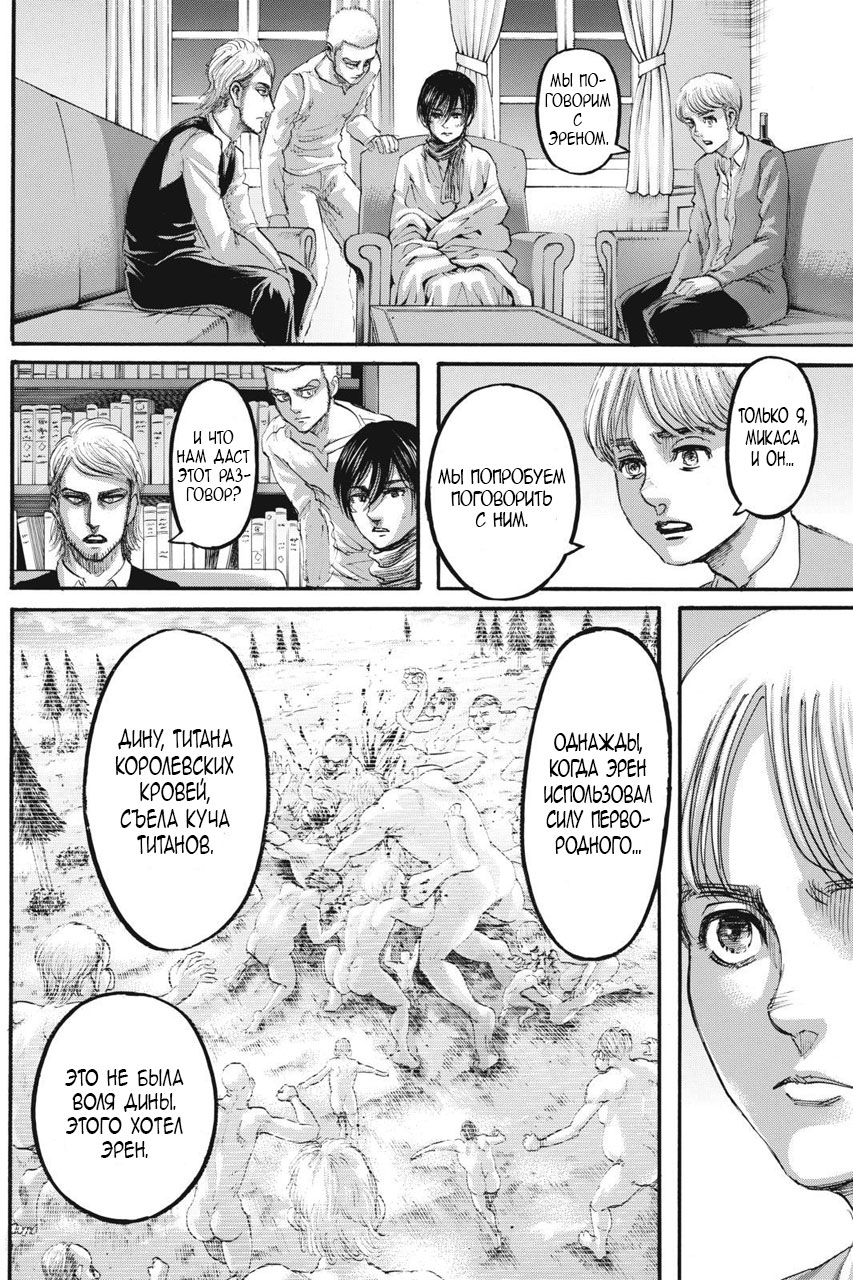 МЫ ПО-
ГОВОРИМ
С
ЭРЕНОМ.
ТОЛЬКО Я,
МИКАСА
И ОН...
МЫ ПОПРОБУЕМ
ПОГОВОРИТЬ
С НИМ.
И ЧТО
НАМ ДАСТ
ЭТОТ РАЗ-
ГОВОР?
ОДНАЖДЫ,
КОГДА ЭРЕН
ИСПОЛЬЗОВАЛ
СИЛУ ПЕРВО-
РОДНОГО...
ДИНУ, ТИТАНА
КОРОЛЕВСКИХ
КРОВЕЙ,
СЪЕЛА КУЧА
ТИТАНОВ.
ЭТО НЕ БЫЛА
ВОЛЯ ДИНЫ.
ЭТОГО ХОТЕЛ
ЭРЕН.